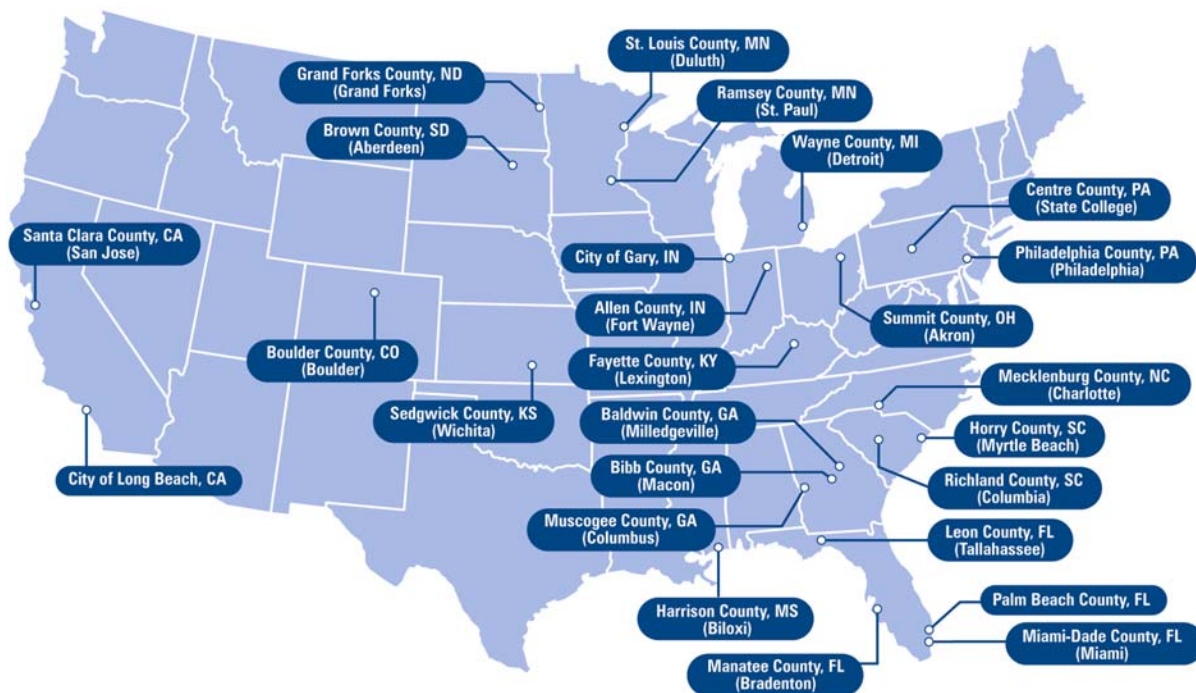 St. Louis County, MN
(Duluth)
Grand Forks County, ND
(Grand Forks)
Ramsey County, MN
(St. Paul)
Brown County, SD
(Aberdeen)
Wayne County, MI
(Detroit)
Centre County, PA
(State College)
Santa Clara County, CA
(San Jose)
City of Gary, IN
Philadelphia County, PA
(Philadelphia)
Allen County, IN
(Fort Wayne)
Summit County, OH
(Akron)
Boulder County, CO
(Boulder)
Fayette County, KY
(Lexington)
Mecklenburg County, NC
(Charlotte)
Sedgwick County, KS
(Wichita)
Baldwin County, GA
(Milledgeville)
Horry County, SC
(Myrtle Beach)
City of Long Beach, CA
Bibb County, GA
(Macon)
Richland County, SC
(Columbia)
Muscogee County, GA
(Columbus)
Leon County, FL
(Tallahassee)
Harrison County, MS
(Biloxi)
Palm Beach County, FL
Miami-Dade County, FL
(Miami)
Manatee County, FL
(Bradenton)